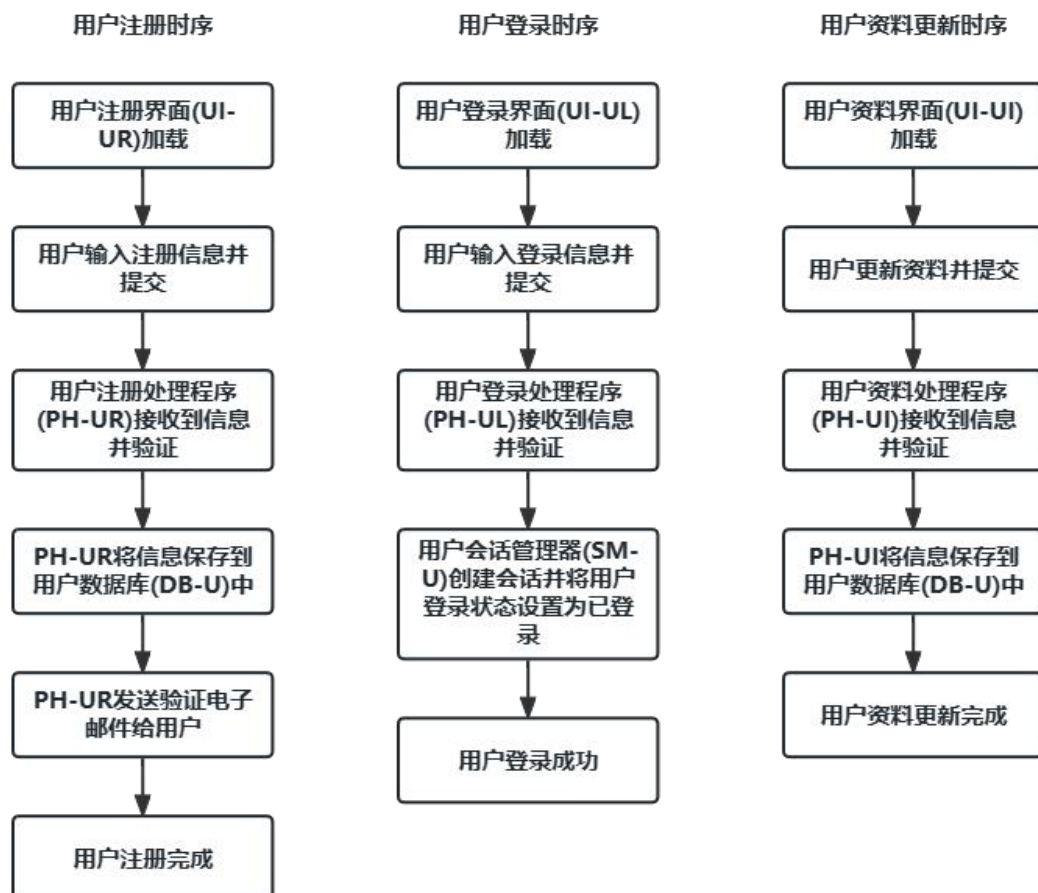 用户注册时序
用户登录时序
用户资料更新时序
用户注册界面(UI-
UR)加载
用户登录界面(UI-UL)
加载
用户资料界面(UI-UI)
加载
用户输入注册信息并
提交
用户输入登录信息并
提交
用户更新资料并提交
用户注册处理程序
(PH-UR)接收到信息
并验证
用户登录处理程序
(PH-UL)接收到信息
并验证
用户资料处理程序
(PH-UI)接收到信息
并验证
PH-UR将信息保存到
用户数据库(DB-U)中
用户会话管理器(SM-
U)创建会话并将用户
登录状态设置为已登
录
PH-UI将信息保存到
用户数据库(DB-U)中
PH-UR发送验证电子
邮件给用户
用户登录成功
用户资料更新完成
用户注册完成